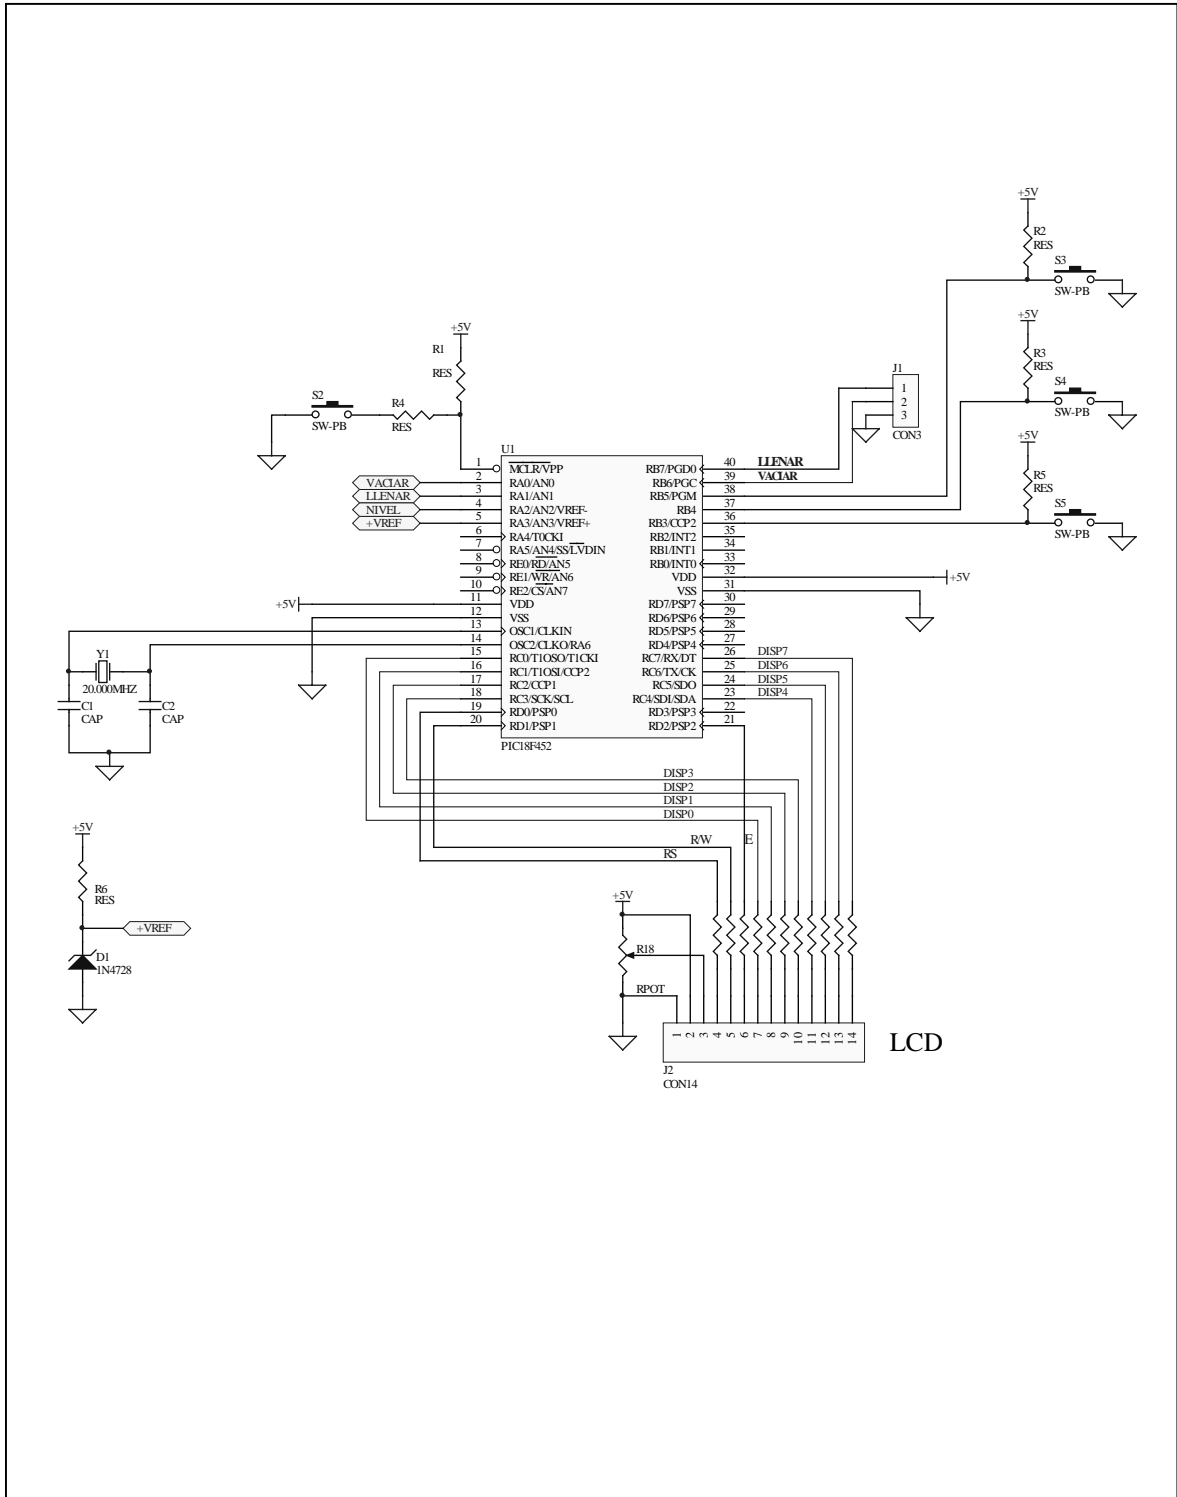 +5V
R2
RES
S3
SW-PB
+5V
R3
RES
S4
SW-PB
+5V
R5
RES
S5
SW-PB
+5V
R1
RES
S2
SW-PB
R4
RES
J1
1
2
3
CON3
U1
1 MCLR/VPP
2 RA0/AN0
3 RA1/AN1
4 RA2/AN2/VREF-
5 RA3/AN3/VREF+
6 RA4/T0CKI
7 RA5/AN4/SS/LVDIN
8 RE0/RD/AN5
9 RE1/WR/AN6
10 RE2/CS/AN7
11 VDD
12 VSS
13 OSC1/CLKIN
14 OSC2/CLKO/RA6
15 RC0/T1OSO/T1CKI
16 RC1/T1OSI/CCP2
17 RC2/CCP1
18 RC3/SCK/SCL
19 RD0/PSP0
20 RD1/PSP1
RB7/PGD0 40 LLENAR
RB6/PGC 39 VACIAR
RB5/PGM 38
RB4 37
RB3/CCP2 36
RB2/INT2 35
RB1/INT1 34
RB0/INT0 33
VDD 32
VSS 31
RD7/PSP7 30
RD6/PSP6 29
RD5/PSP5 28
RD4/PSP4 27
RC7/RX/DT 26 DISP7
RC6/TX/CK 25 DISP6
RC5/SDO 24 DISP5
RC4/SDI/SDA 23 DISP4
RD3/PSP3 22
RD2/PSP2 21
PIC18F452
VACIAR
LLENAR
NIVEL
+VREF
+5V
+5V
Y1
20.000MHZ
C1
CAP
C2
CAP
DISP3
DISP2
DISP1
DISP0
R/W
E
RS
+5V
R6
RES
+VREF
D1
1N4728
+5V
R18
RPOT
1 2 3 4 5 6 7 8 9 10 11 12 13 14
LCD
J2
CON14